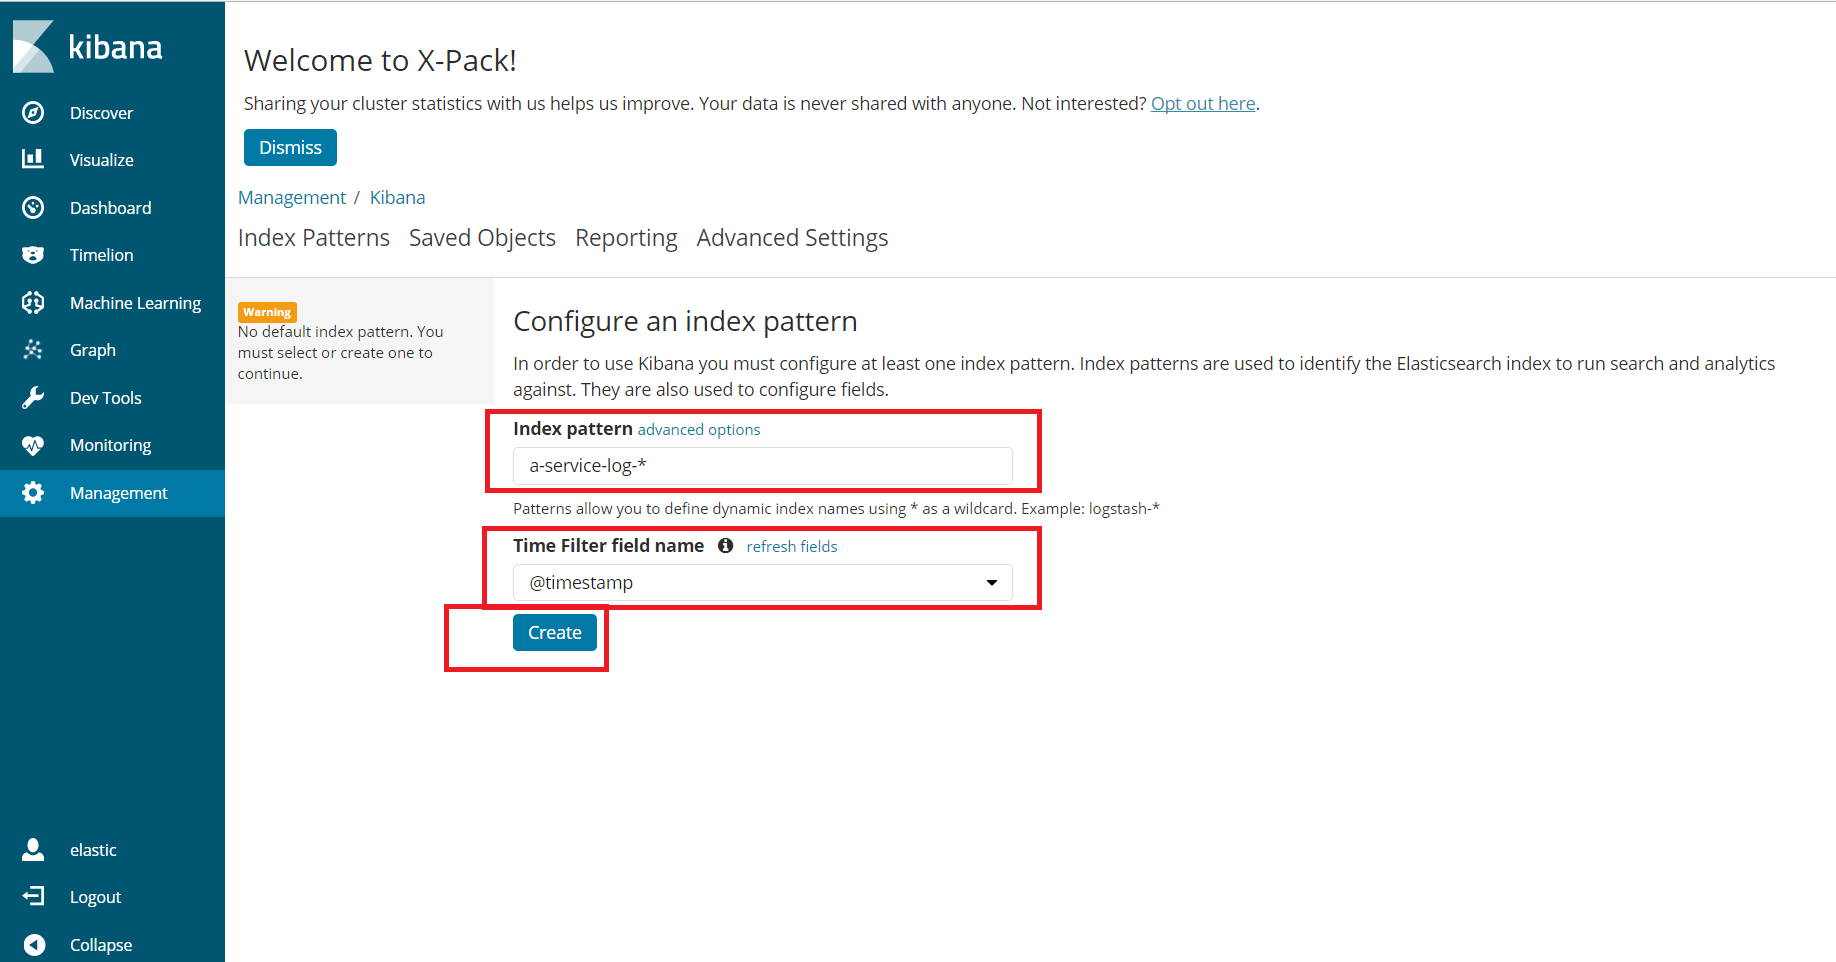 kibana
Discover
Visualize
Dashboard
Timelion
Machine Learning
Graph
Dev Tools
Monitoring
Management
elastic
Logout
Collapse
Welcome to X-Pack!
Sharing your cluster statistics with us helps us improve. Your data is never shared with anyone. Not interested? Opt out here.
Dismiss
Management / Kibana
Index Patterns Saved Objects Reporting Advanced Settings
Warning
No default index pattern. You
must select or create one to
continue.
Configure an index pattern
In order to use Kibana you must configure at least one index pattern. Index patterns are used to identify the Elasticsearch index to run search and analytics
against. They are also used to configure fields.
Index pattern advanced options
a-service-log-*
Patterns allow you to define dynamic index names using * as a wildcard. Example: logstash-*
Time Filter field name refresh fields
@timestamp
Create